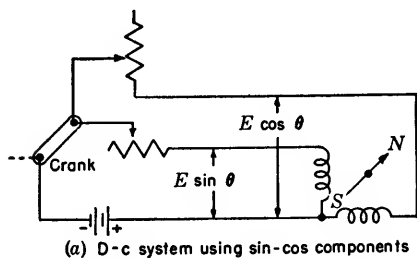 E cos θ
Crank
E sin θ
S N
- +
(a) D-c system using sin-cos components